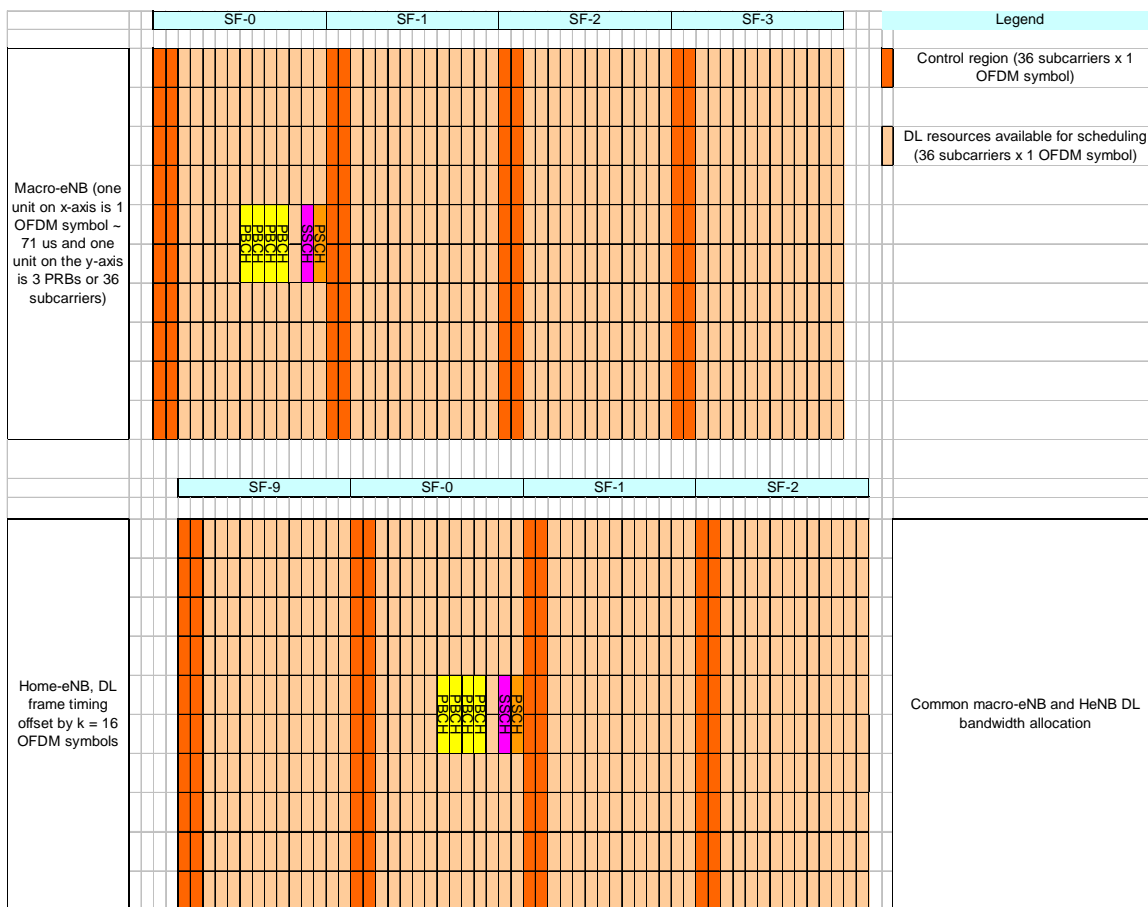 SF-0 SF-1 SF-2 SF-3 Legend
Control region (36 subcarriers x 1
OFDM symbol)
DL resources available for scheduling
(36 subcarriers x 1 OFDM symbol)
Macro-eNB (one
unit on x-axis is 1
OFDM symbol ~
71 us and one
unit on the y-axis
is 3 PRBs or 36
subcarriers)
PBCH
PBCH
PBCH
PBCH
SSCH
PSCH
SF-9 SF-0 SF-1 SF-2
Home-eNB, DL
frame timing
offset by k = 16
OFDM symbols
PBCH
PBCH
PBCH
PBCH
SSCH
PSCH
Common macro-eNB and HeNB DL
bandwidth allocation